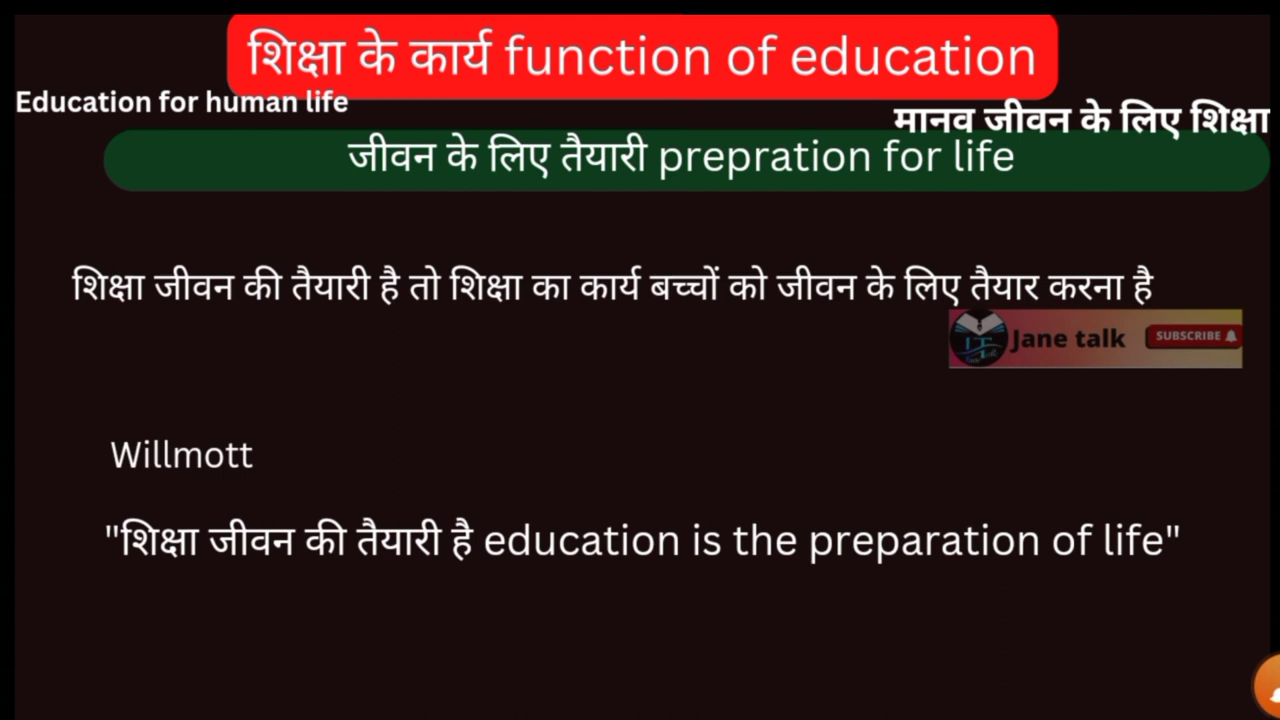 शिक्षा के कार्य function of education
Education for human life
मानव जीवन के लिए शिक्षा
जीवन के लिए तैयारी prepration for life
शिक्षा जीवन की तैयारी है तो शिक्षा का कार्य बच्चों को जीवन के लिए तैयार करना है
Jane talk SUBSCRIBE
Willmott
"शिक्षा जीवन की तैयारी है education is the preparation of life"